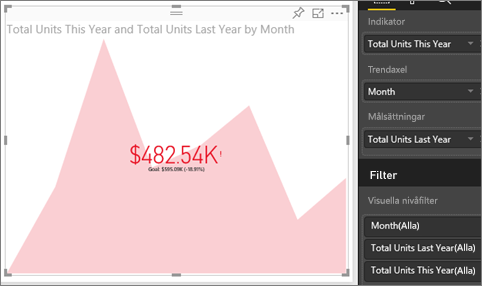 Total Units This Year and Total Units Last Year by Month
$482.54K!
Goal: $595.09K (-18.91%)
Indikator
Total Units This Year
Trendaxel
Month
Målsättningar
Total Units Last Year
Filter
Visuella nivåfilter
Month(Alla)
Total Units Last Year(Alla)
Total Units This Year(Alla)